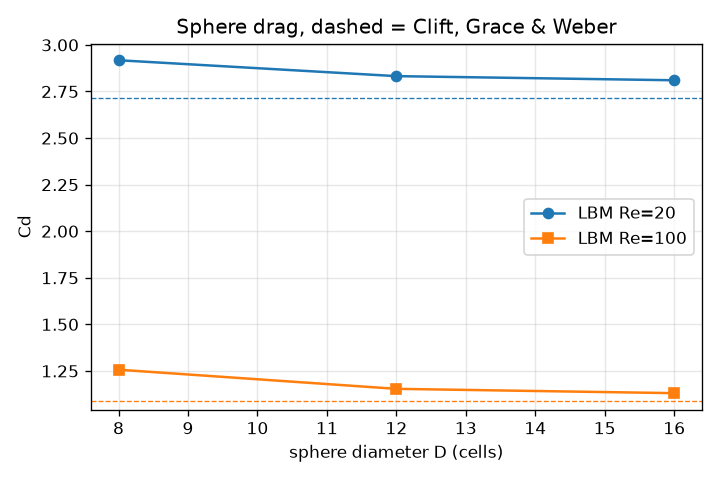 Sphere drag, dashed = Clift, Grace & Weber
3.00
2.75
2.50
2.25
2.00
1.75
1.50
1.25
Cd
LBM Re=20
LBM Re=100
8 9 10 11 12 13 14 15 16
sphere diameter D (cells)